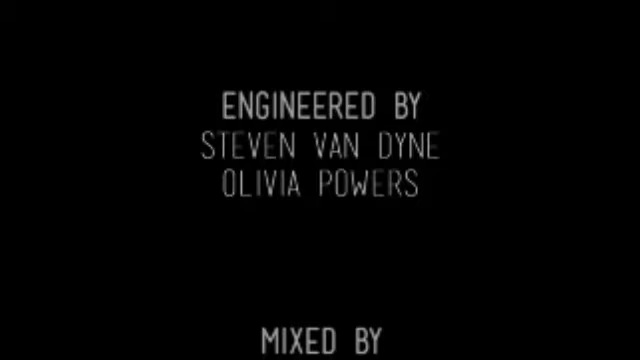 ENGINEERED BY
STEVEN VAN DYNE
OLIVIA POWERS
MIXED BY